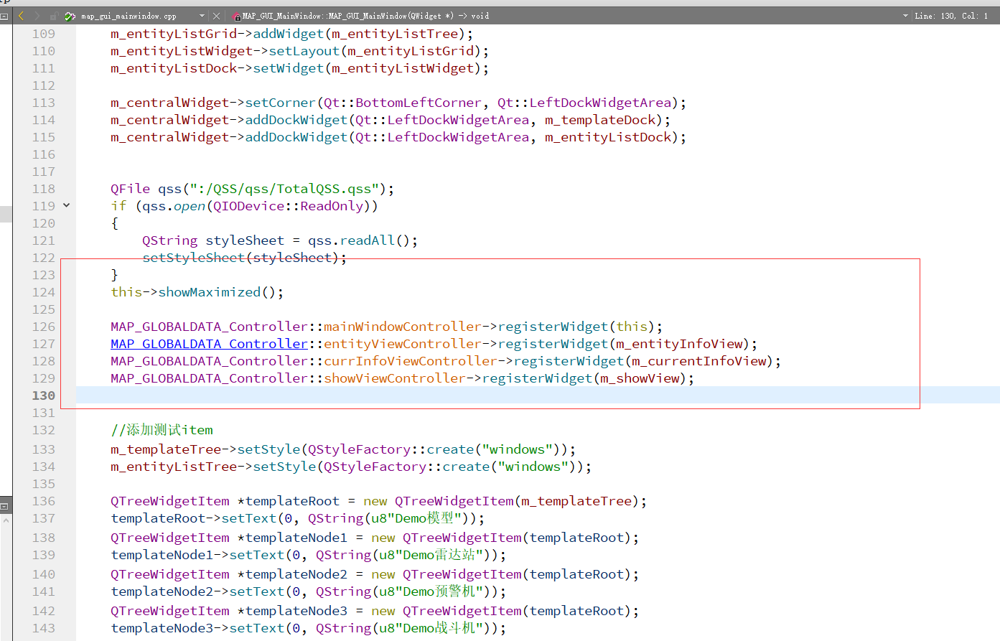 map_gui_mainwindow.cpp
MAP_GUI_MainWindow::MAP_GUI_MainWindow(QWidget *) -> void
Line: 130, Col: 1
109 m_entityListGrid->addWidget(m_entityListTree);
110 m_entityListWidget->setLayout(m_entityListGrid);
111 m_entityListDock->setWidget(m_entityListWidget);
112
113 m_centralWidget->setCorner(Qt::BottomLeftCorner, Qt::LeftDockWidgetArea);
114 m_centralWidget->addDockWidget(Qt::LeftDockWidgetArea, m_templateDock);
115 m_centralWidget->addDockWidget(Qt::LeftDockWidgetArea, m_entityListDock);
116
117
118 QFile qss(":/QSS/qss/TotalQSS.qss");
119 if (qss.open(QIODevice::ReadOnly))
120 {
121 QString styleSheet = qss.readAll();
122 setStyleSheet(styleSheet);
123 }
124 this->showMaximized();
125
126 MAP_GLOBALDATA_Controller::mainWindowController->registerWidget(this);
127 MAP_GLOBALDATA_Controller::entityViewController->registerWidget(m_entityInfoView);
128 MAP_GLOBALDATA_Controller::currInfoViewController->registerWidget(m_currentInfoView);
129 MAP_GLOBALDATA_Controller::showViewController->registerWidget(m_showView);
130
131
132 //添加测试item
133 m_templateTree->setStyle(QStyleFactory::create("windows"));
134 m_entityListTree->setStyle(QStyleFactory::create("windows"));
135
136 QTreeWidgetItem *templateRoot = new QTreeWidgetItem(m_templateTree);
137 templateRoot->setText(0, QString(u8"Demo模型"));
138 QTreeWidgetItem *templateNode1 = new QTreeWidgetItem(templateRoot);
139 templateNode1->setText(0, QString(u8"Demo雷达站"));
140 QTreeWidgetItem *templateNode2 = new QTreeWidgetItem(templateRoot);
141 templateNode2->setText(0, QString(u8"Demo预警机"));
142 QTreeWidgetItem *templateNode3 = new QTreeWidgetItem(templateRoot);
143 templateNode3->setText(0, QString(u8"Demo战斗机"));